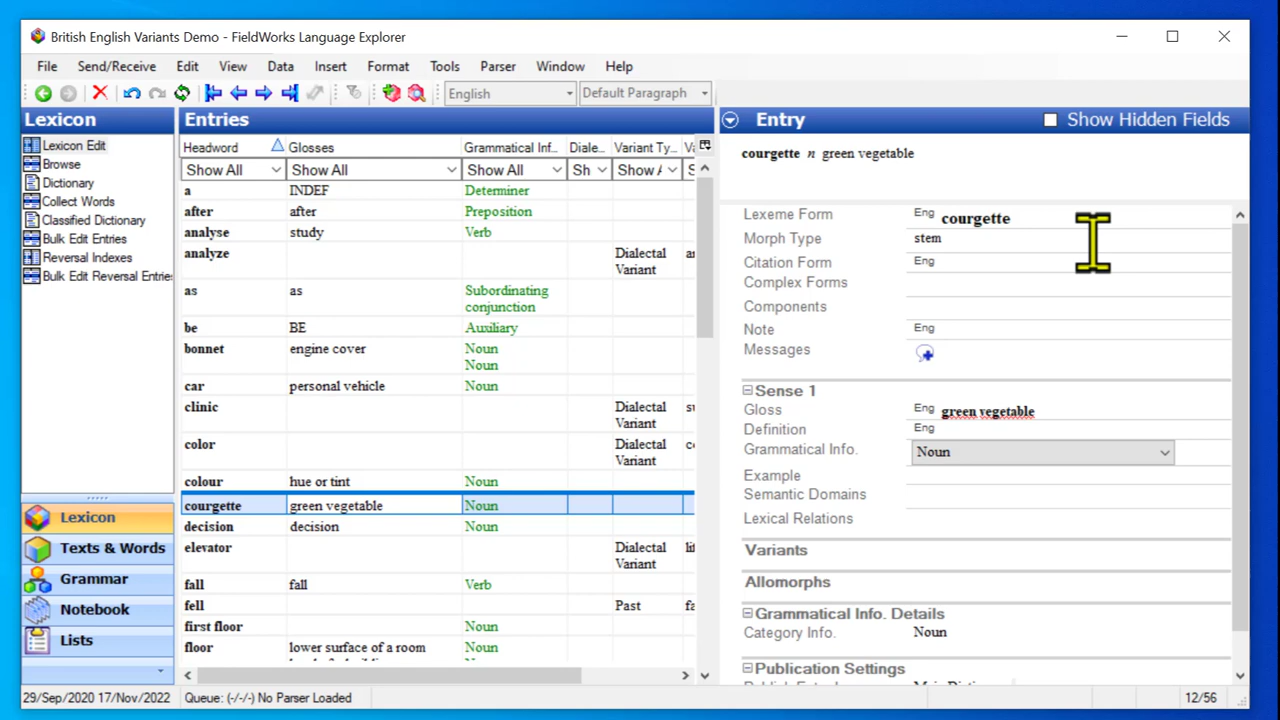 British English Variants Demo - FieldWorks Language Explorer
File Send/Receive Edit View Data Insert Format Tools Parser Window Help
English Default Paragraph
Lexicon
Lexicon Edit
Browse
Dictionary
Collect Words
Classified Dictionary
Bulk Edit Entries
Reversal Indexes
Bulk Edit Reversal Entries
Lexicon
Texts & Words
Grammar
Notebook
Lists
Entries
Headword Glosses Grammatical Inf... Diale... Variant Ty...
Show All Show All Show All Sh Show A
a INDEF Determiner
after after Preposition
analyse study Verb
analyze Dialectal
Variant
as as Subordinating
conjunction
be BE Auxiliary
bonnet engine cover Noun
Noun
car personal vehicle Noun
clinic Dialectal
Variant
color Dialectal
Variant
colour hue or tint Noun
courgette green vegetable Noun
decision decision Noun
elevator Dialectal
Variant
fall fall Verb
fell Past
first floor Noun
floor lower surface of a room Noun
Entry Show Hidden Fields
courgette n green vegetable
Lexeme Form Eng courgette
Morph Type stem
Citation Form Eng
Complex Forms
Components
Note Eng
Messages
Sense 1
Gloss Eng green vegetable
Definition Eng
Grammatical Info. Noun
Example
Semantic Domains
Lexical Relations
Variants
Allomorphs
Grammatical Info. Details
Category Info. Noun
Publication Settings
29/Sep/2020 17/Nov/2022 Queue: (-/-/-) No Parser Loaded 12/56